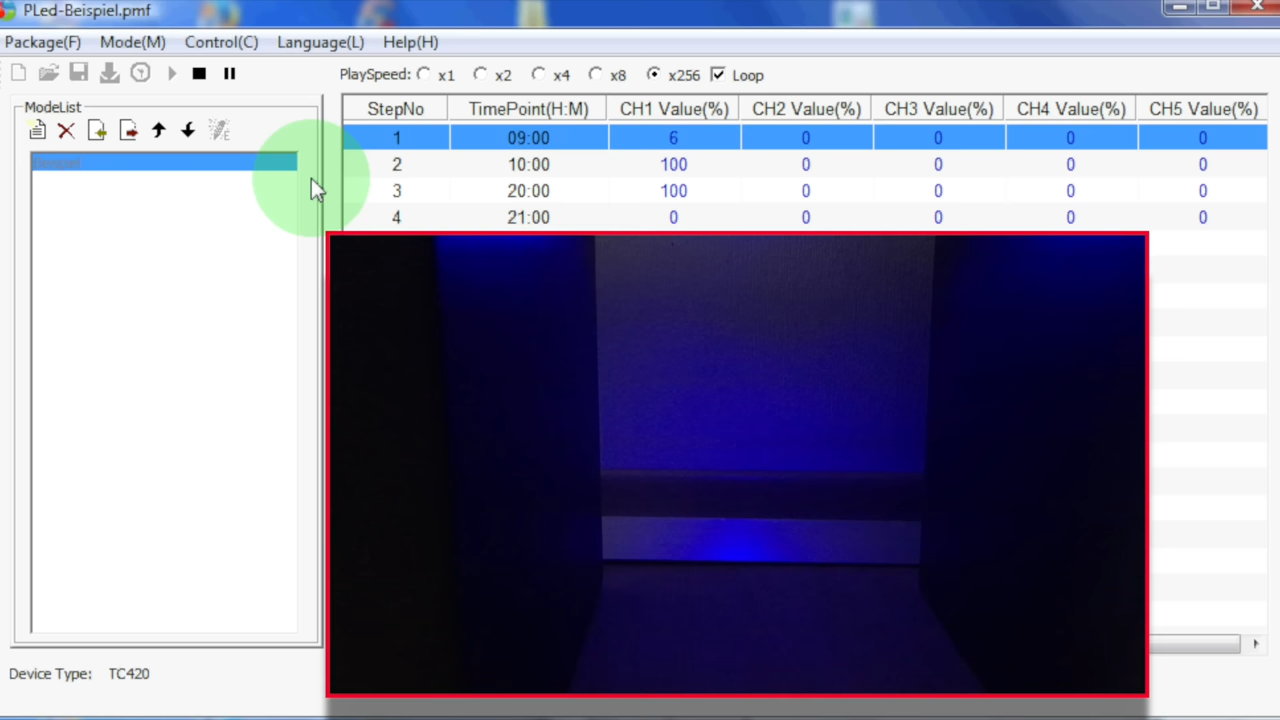 PLed-Beispiel.pmf
Package(F) Mode(M) Control(C) Language(L) Help(H)
PlaySpeed: x1 x2 x4 x8 x256 Loop
ModeList
StepNo TimePoint(H:M) CH1 Value(%) CH2 Value(%) CH3 Value(%) CH4 Value(%) CH5 Value(%)
1 09:00 6 0 0 0 0
2 10:00 100 0 0 0 0
3 20:00 100 0 0 0 0
4 21:00 0 0 0 0 0
Device Type: TC420